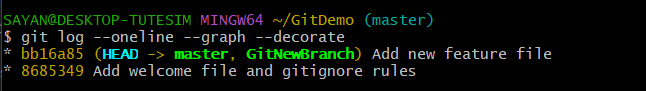 SAYAN@DESKTOP-TUTESIM MINGW64 ~/GitDemo (master)
$ git log --oneline --graph --decorate
* bb16a85 (HEAD -> master, GitNewBranch) Add new feature file
* 8685349 Add welcome file and gitignore rules